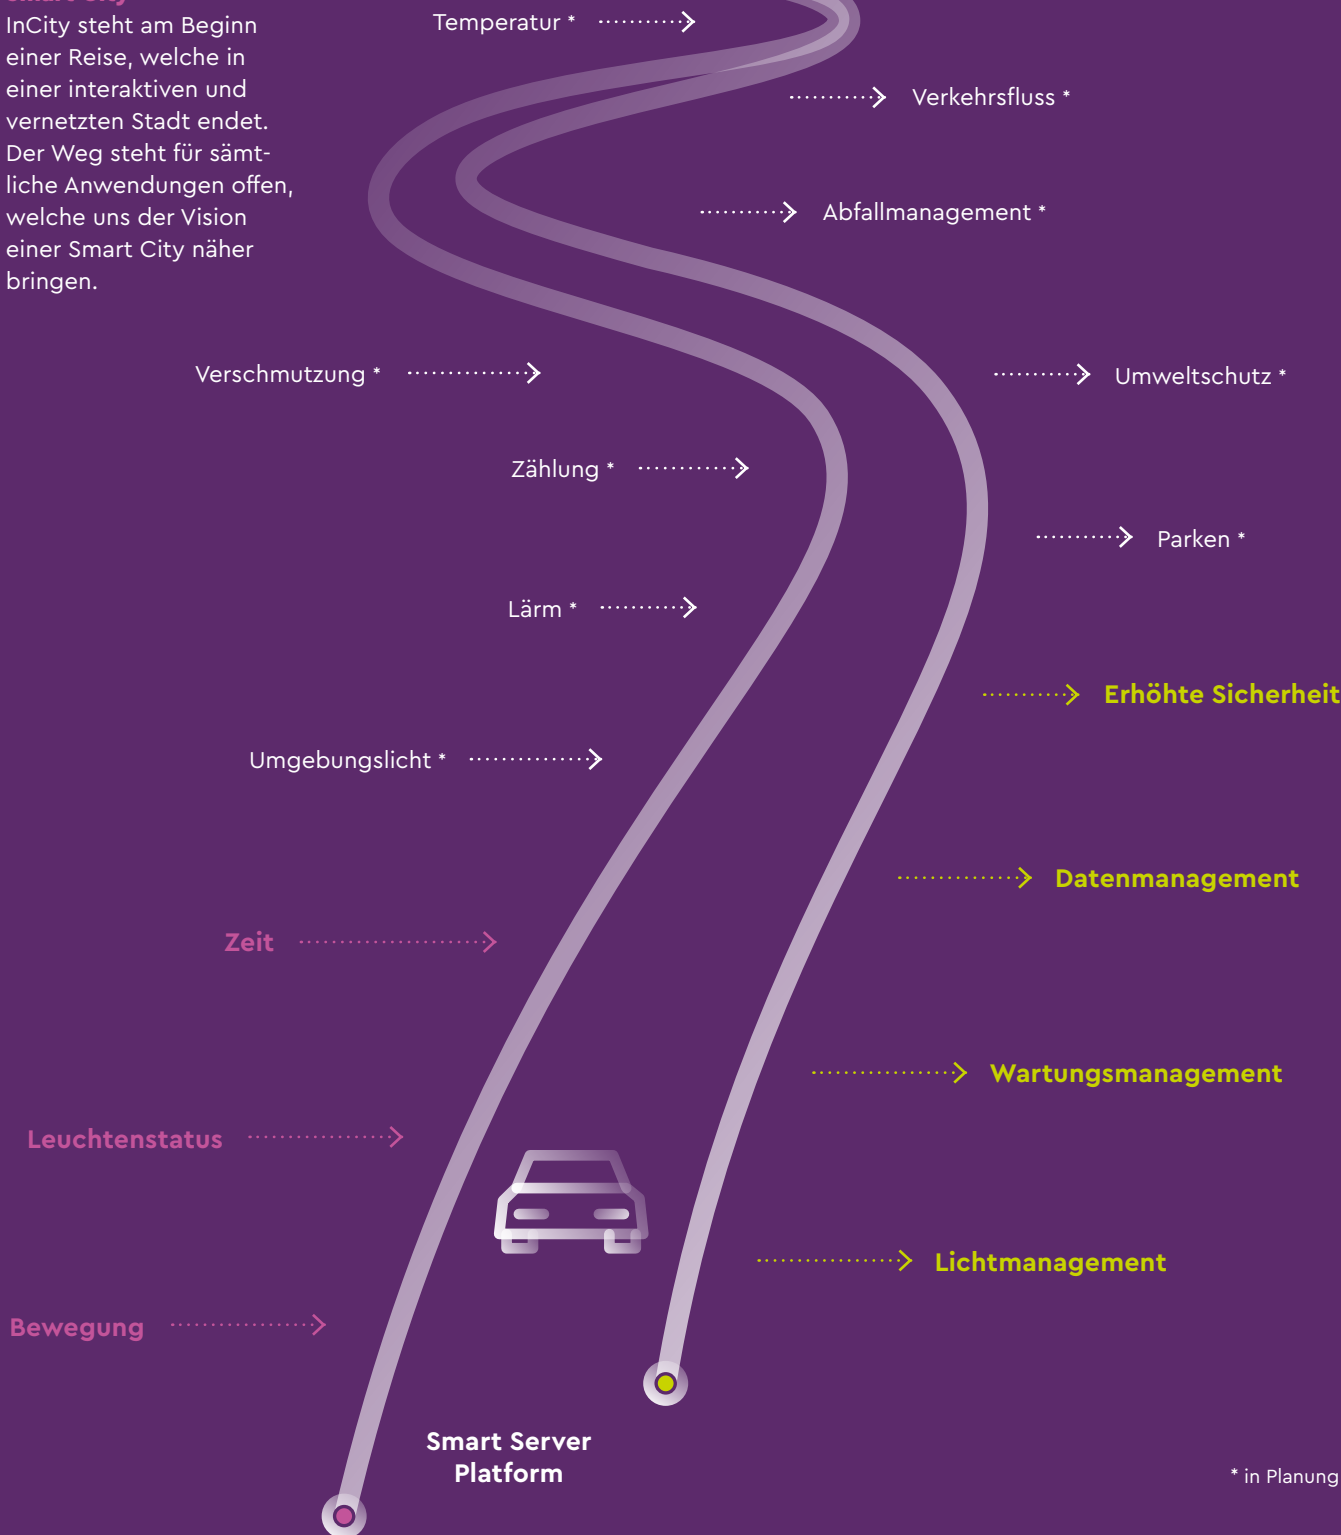 InCity steht am Beginn
einer Reise, welche in
einer interaktiven und
vernetzten Stadt endet.
Der Weg steht für sämt-
liche Anwendungen offen,
welche uns der Vision
einer Smart City näher
bringen.
Temperatur *
Verkehrsfluss *
Abfallmanagement *
Verschmutzung *
Umweltschutz *
Zählung *
Parken *
Lärm *
Erhöhte Sicherheit
Umgebungslicht *
Datenmanagement
Zeit
Wartungsmanagement
Leuchtenstatus
Lichtmanagement
Bewegung
Smart Server
Platform
* in Planung